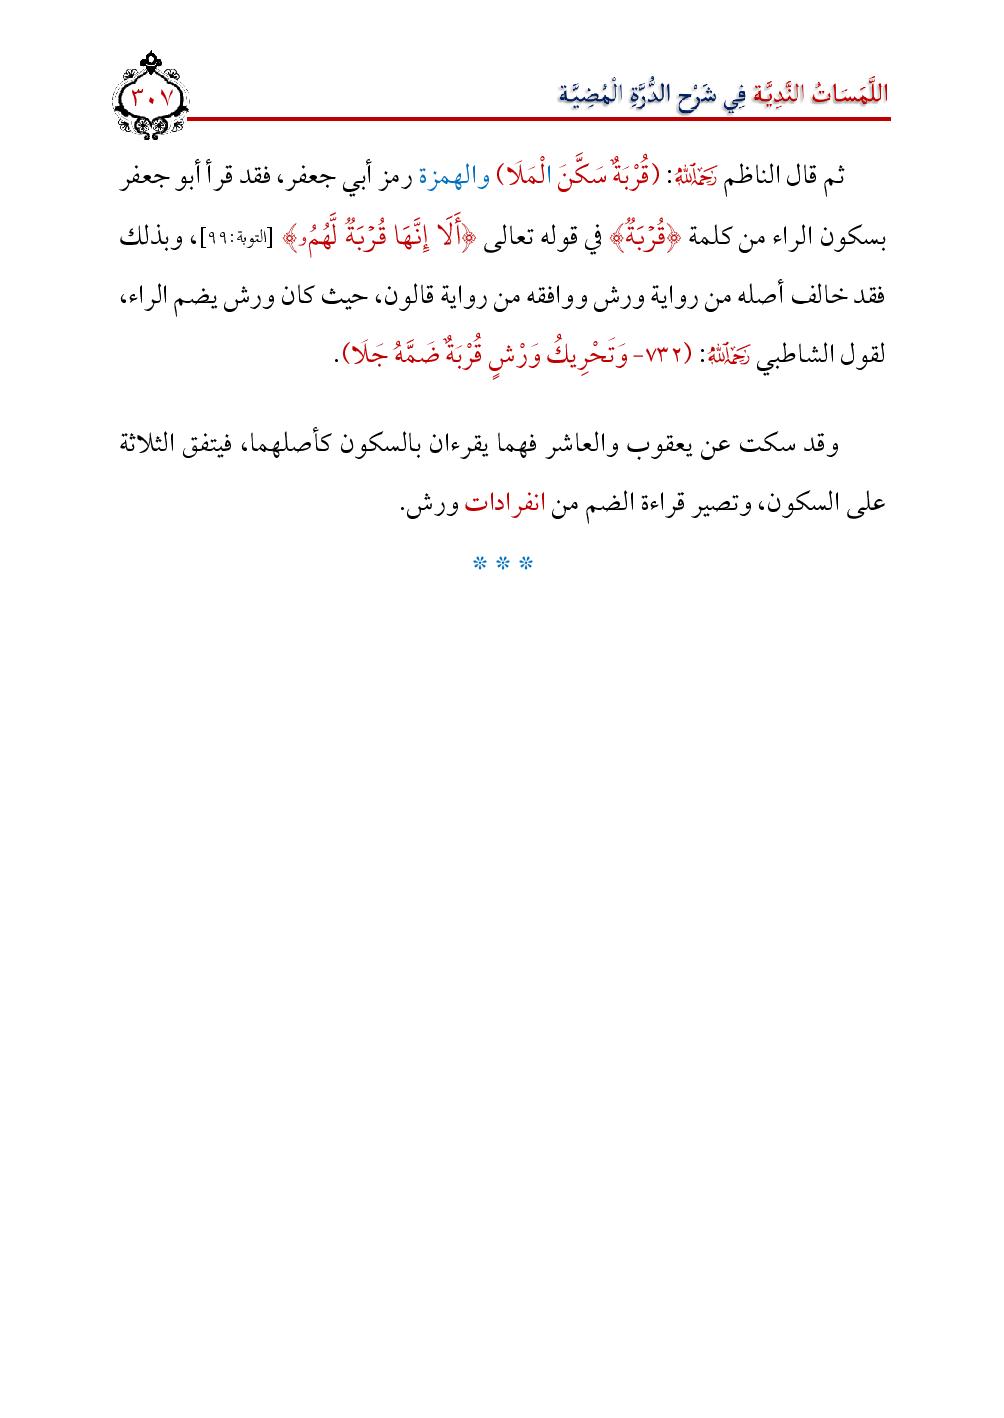 اللَّمَسَاتُ النَّدِيَّة فِي شَرْح الدُّرَّةِ الْمُضِيَّة
٣٠٧
ثم قال الناظم رَحِمَهُ ٱللَّهُ: (قُرْبَةٌ سَكَّنَ الْمَلَا) والهمزة رمز أبي جعفر، فقد قرأ أبو جعفر
بسكون الراء من كلمة ﴿قُرۡبَةٞ﴾ في قوله تعالى ﴿أَلَا إِنَّهَا قُرۡبَةٞ لَّهُمُۥ﴾ [التوبة:٩٩]، وبذلك
فقد خالف أصله من رواية ورش ووافقه من رواية قالون، حيث كان ورش يضم الراء،
لقول الشاطبي رَحِمَهُ ٱللَّهُ: (٧٣٢- وَتَحْرِيكُ وَرْشٍ قُرْبَةٌ ضَمَّهُ جَلَا).
وقد سكت عن يعقوب والعاشر فهما يقرءان بالسكون كأصلهما، فيتفق الثلاثة
على السكون، وتصير قراءة الضم من انفرادات ورش.
* * *